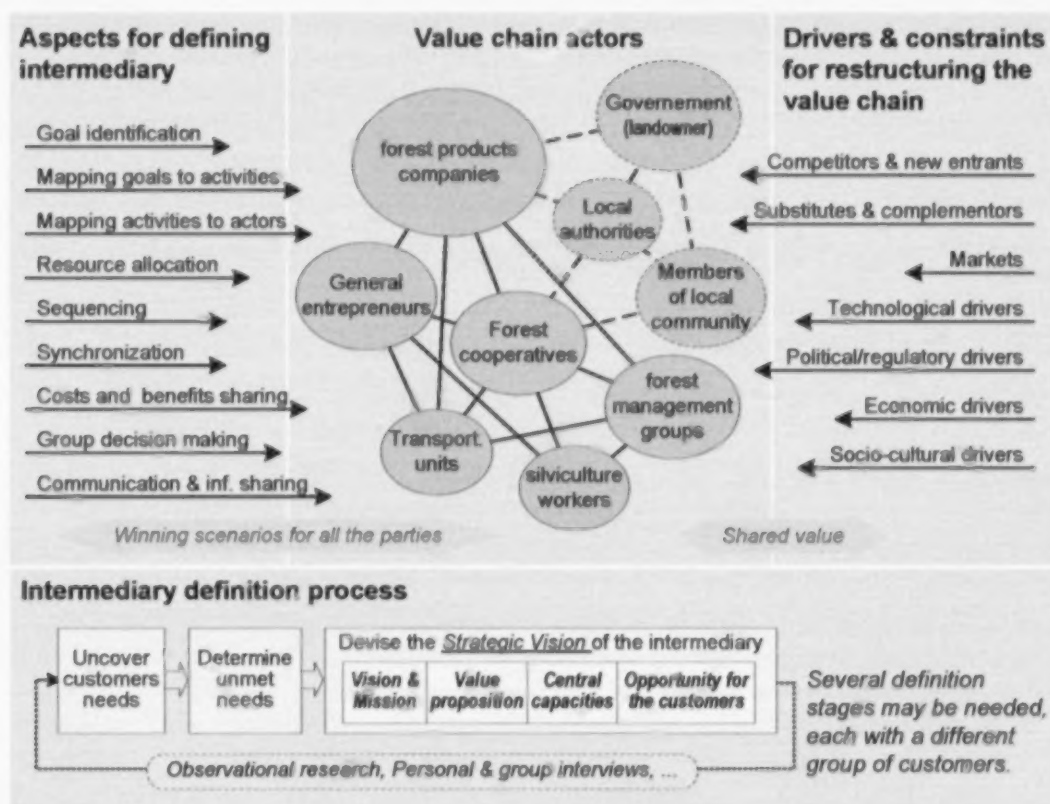 Aspects for defining
intermediary
Goal identification
Mapping goals to activities
Mapping activities to actors
Resource allocation
Sequencing
Synchronization
Costs and benefits sharing
Group decision making
Communication & inf. sharing
Value chain actors
forest products
companies
Governement
(landowner)
Local
authorities
General
entrepreneurs
Members
of local
community
Forest
cooperatives
forest
management
groups
Transport.
units
silviculture
workers
Drivers & constraints
for restructuring the
value chain
Competitors & new entrants
Substitutes & complementors
Markets
Technological drivers
Political/regulatory drivers
Economic drivers
Socio-cultural drivers
Winning scenarios for all the parties
Shared value
Intermediary definition process
Uncover
customers
needs
Determine
unmet
needs
Devise the Strategic Vision of the intermediary
Vision &
Mission
Value
proposition
Central
capacities
Opportunity for
the customers
Observational research, Personal & group interviews, ...
Several definition
stages may be needed,
each with a different
group of customers.